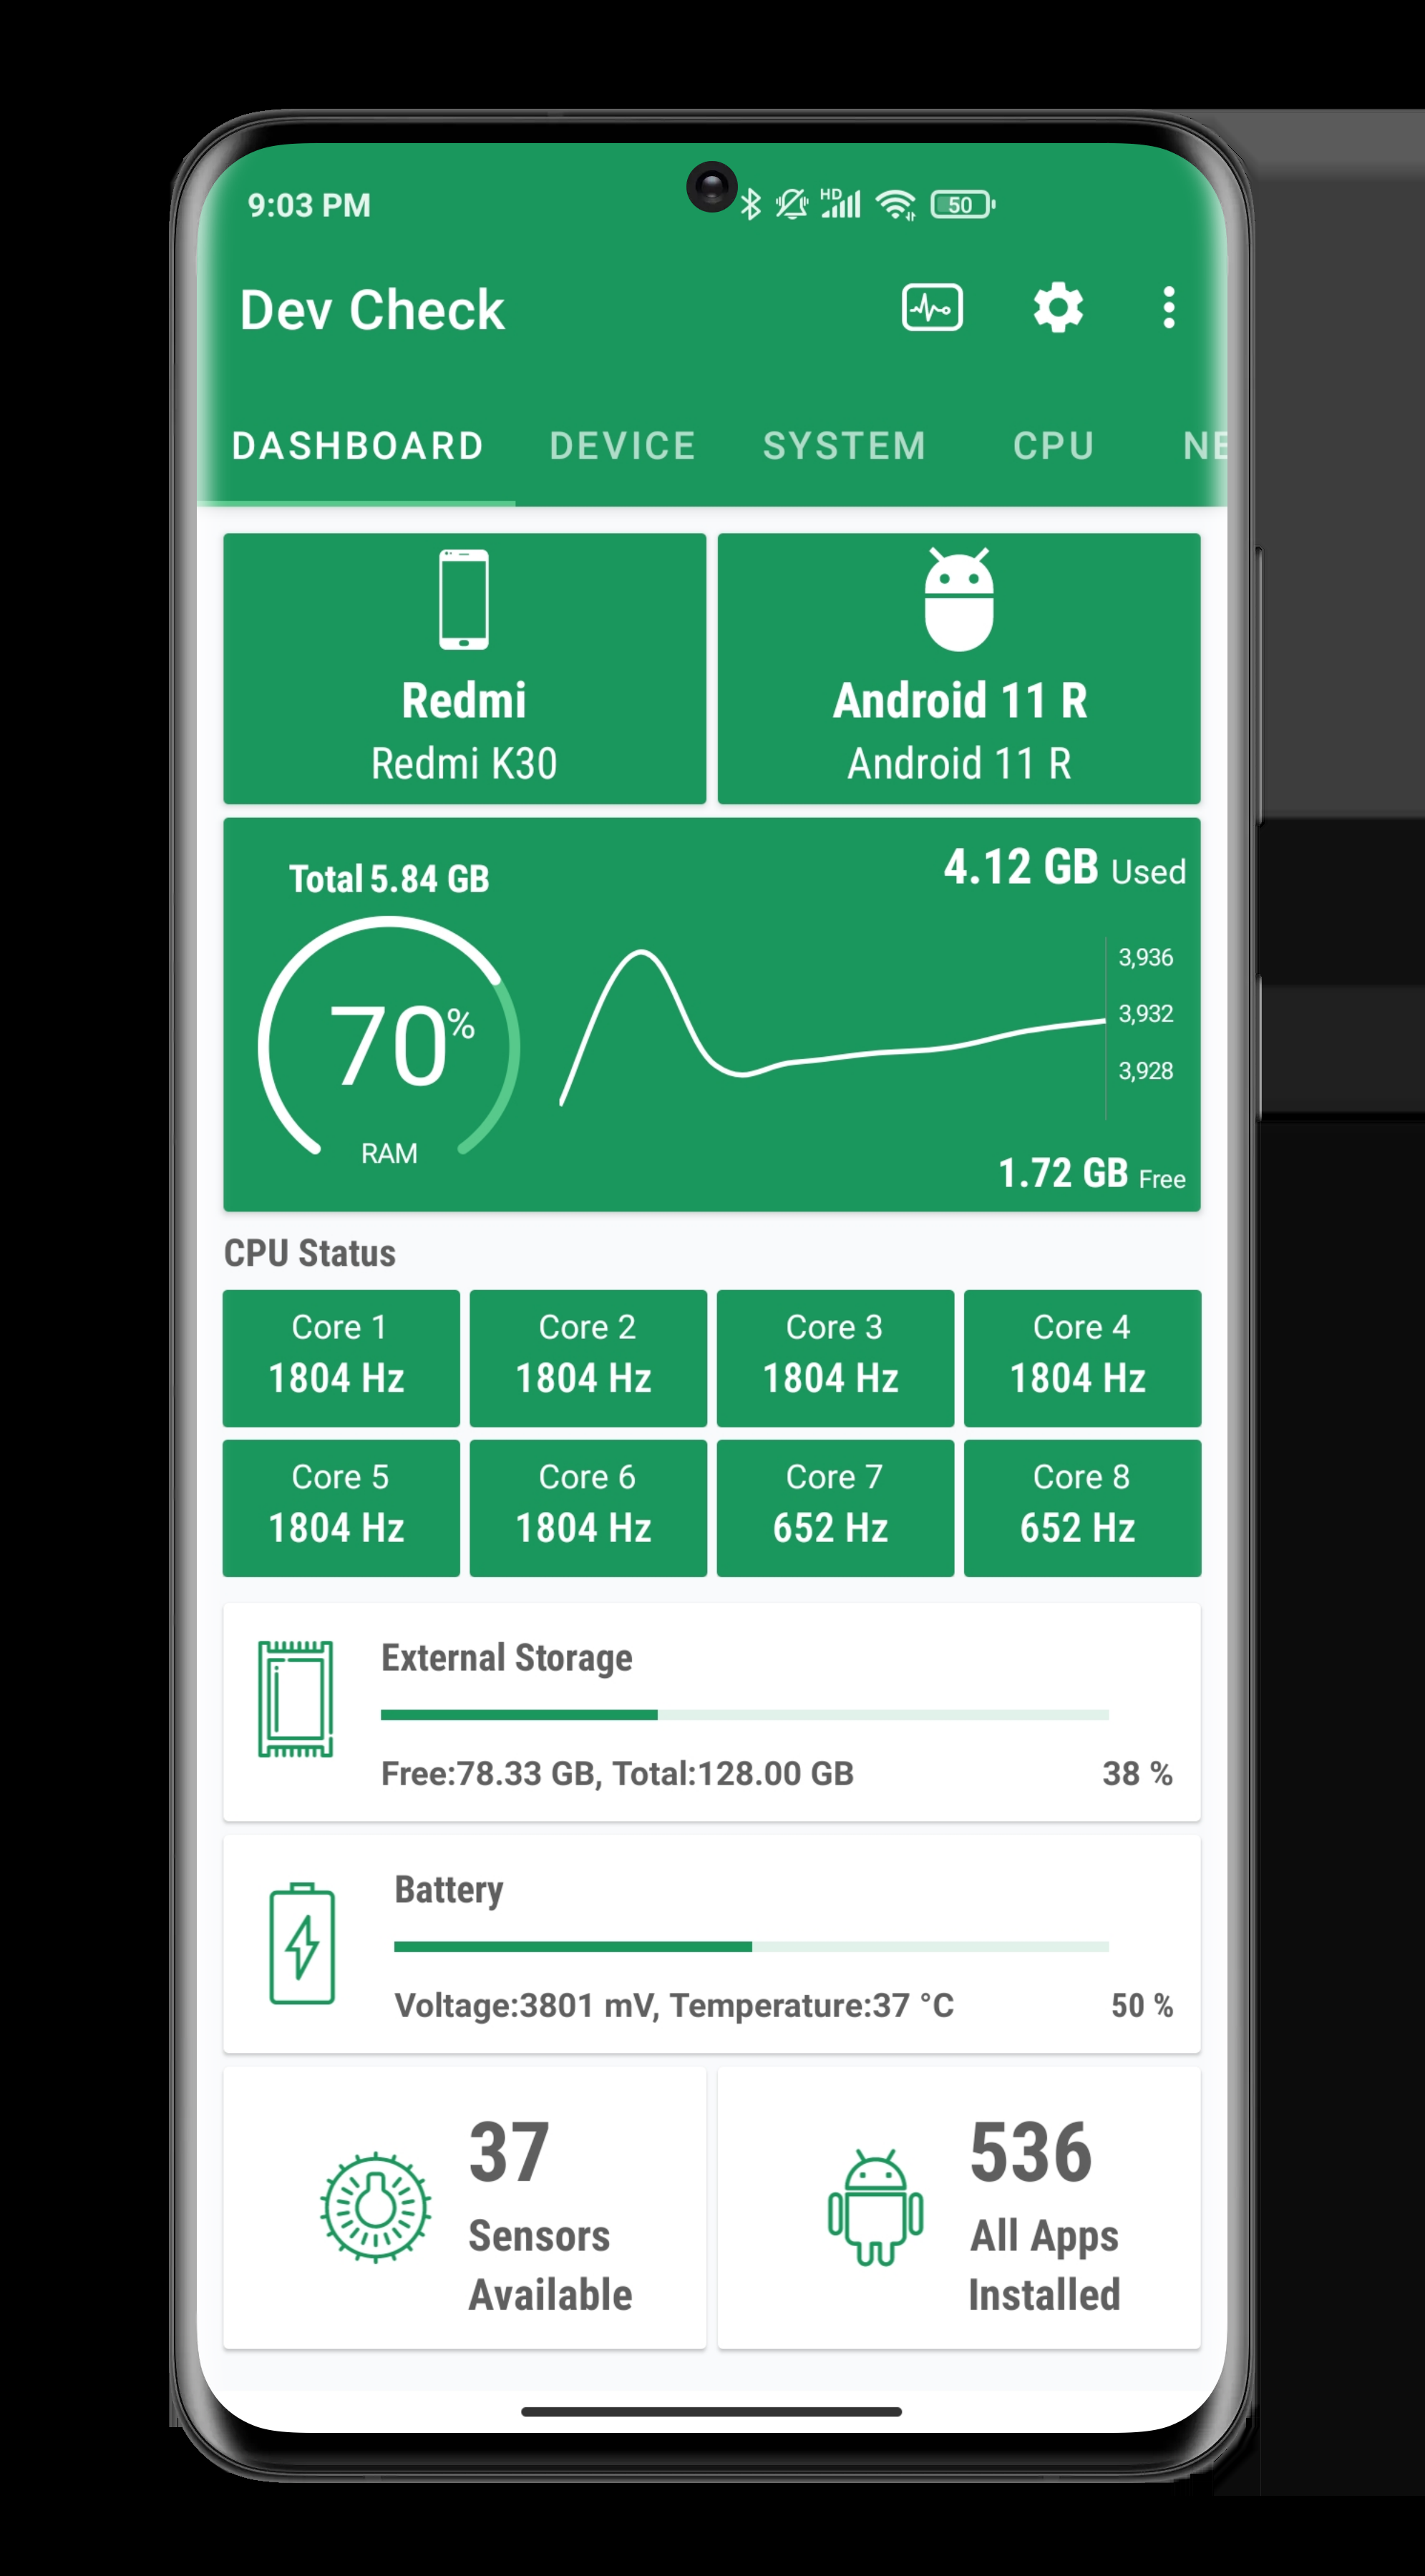 9:03 PM
HD
50
Dev Check
DASHBOARD DEVICE SYSTEM CPU NE
Redmi
Redmi K30
Android 11 R
Android 11 R
Total 5.84 GB
4.12 GB Used
70%
RAM
3,936
3,932
3,928
1.72 GB Free
CPU Status
Core 1
1804 Hz
Core 2
1804 Hz
Core 3
1804 Hz
Core 4
1804 Hz
Core 5
1804 Hz
Core 6
1804 Hz
Core 7
652 Hz
Core 8
652 Hz
External Storage
Free:78.33 GB, Total:128.00 GB 38 %
Battery
Voltage:3801 mV, Temperature:37 °C 50 %
37
Sensors
Available
536
All Apps
Installed